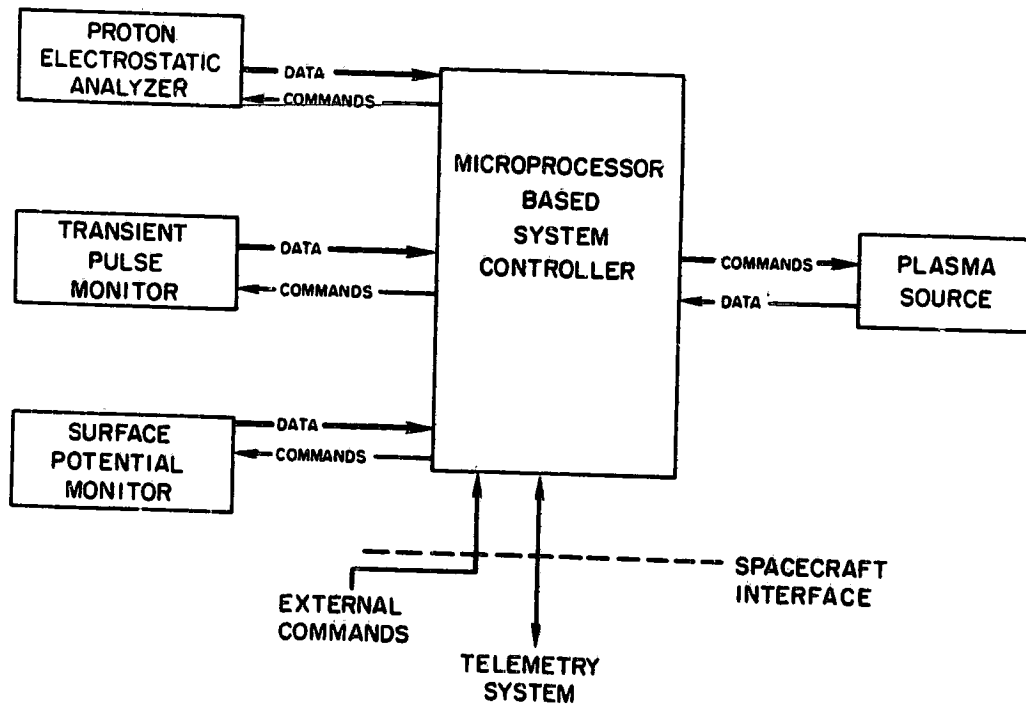 PROTON
ELECTROSTATIC
ANALYZER
DATA
COMMANDS
TRANSIENT
PULSE
MONITOR
DATA
COMMANDS
SURFACE
POTENTIAL
MONITOR
DATA
COMMANDS
MICROPROCESSOR
BASED
SYSTEM
CONTROLLER
COMMANDS
DATA
PLASMA
SOURCE
EXTERNAL
COMMANDS
TELEMETRY
SYSTEM
SPACECRAFT
INTERFACE